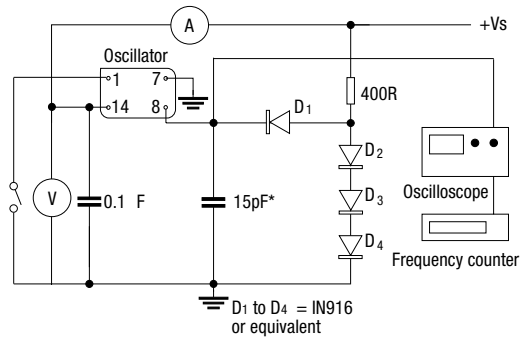 A
+Vs
Oscillator
1 7
14 8
400R
D1
D2
D3
D4
V
0.1 F
15pF*
Oscilloscope
Frequency counter
D1 to D4 = IN916
or equivalent